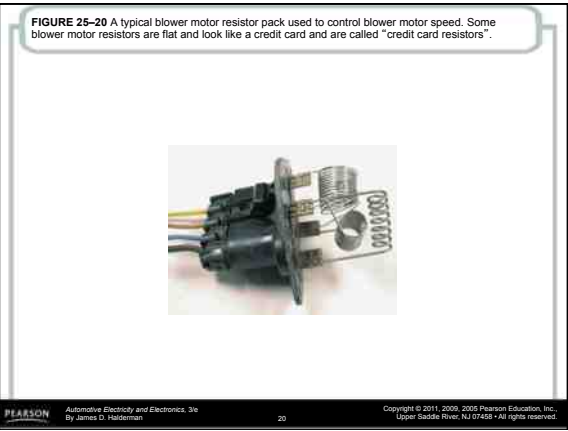 FIGURE 25–20 A typical blower motor resistor pack used to control blower motor speed. Some
blower motor resistors are flat and look like a credit card and are called “credit card resistors”.
PEARSON
Automotive Electricity and Electronics, 3/e
By James D. Halderman
20
Copyright © 2011, 2009, 2005 Pearson Education, Inc.,
Upper Saddle River, NJ 07458 • All rights reserved.